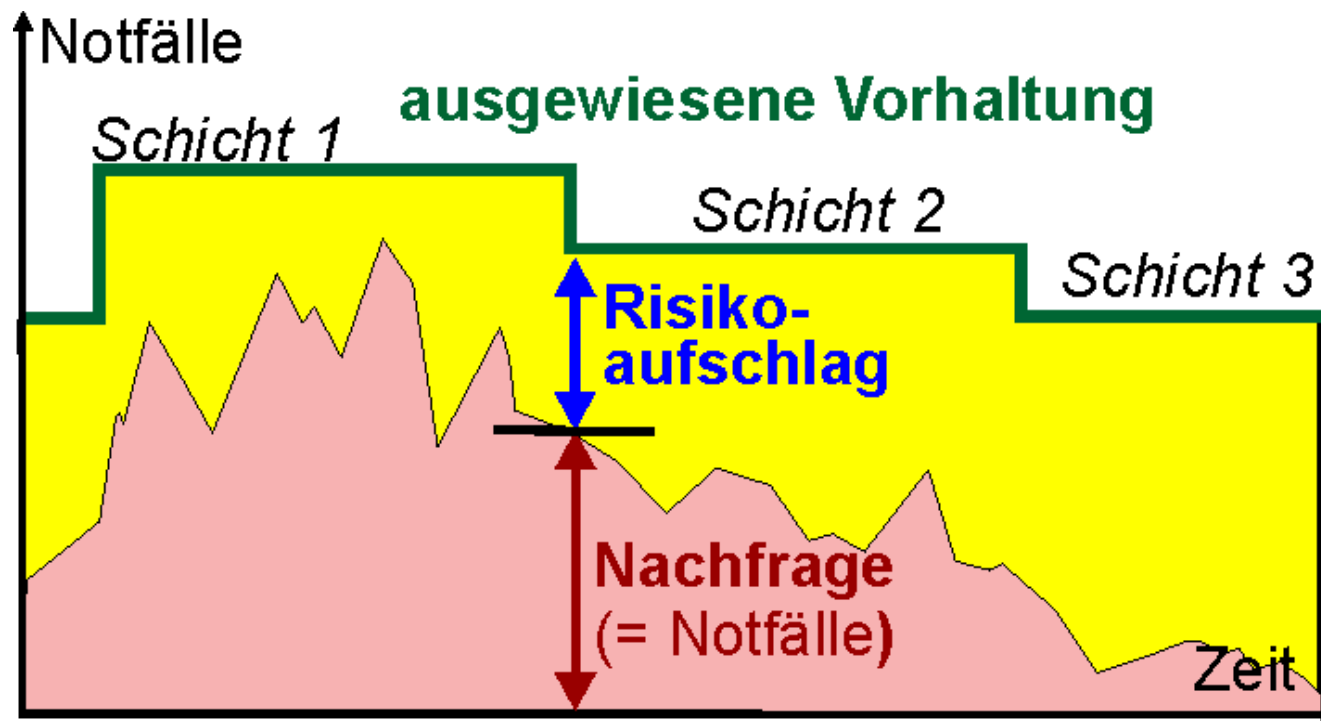 Notfälle
ausgewiesene Vorhaltung
Schicht 1
Schicht 2
Schicht 3
Risiko-
aufschlag
Nachfrage
(= Notfälle)
Zeit